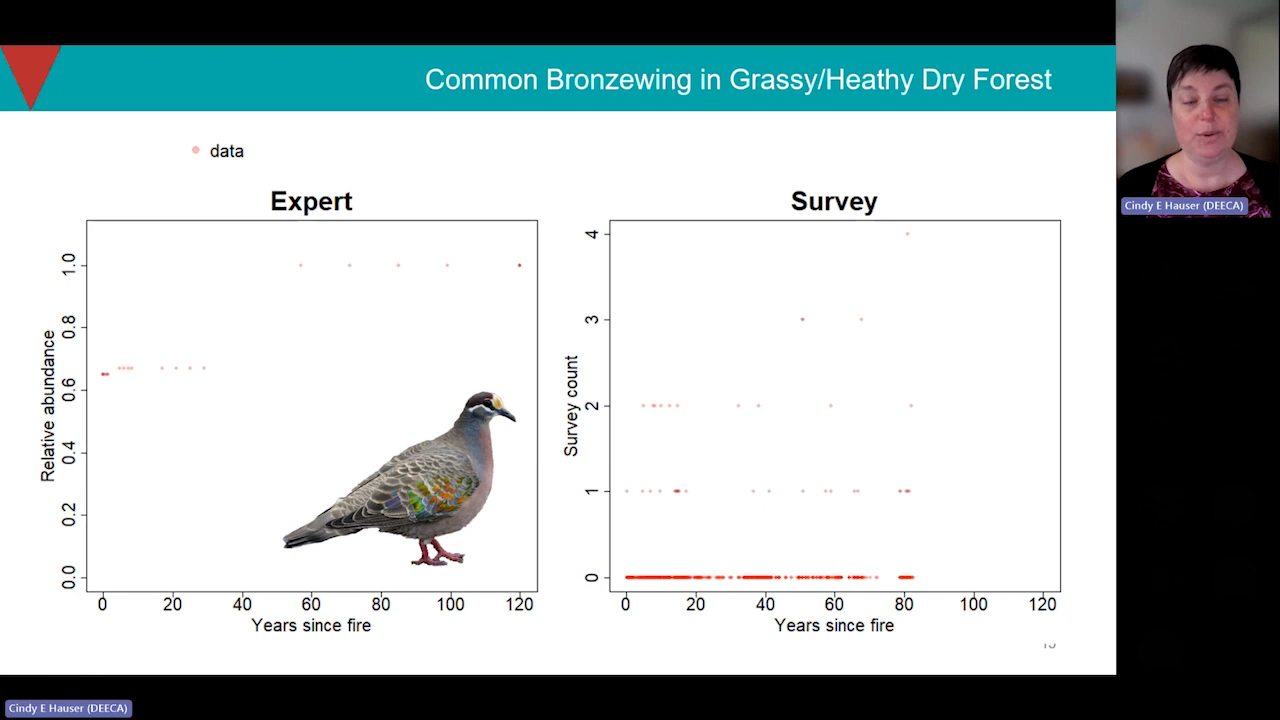 Common Bronzewing in Grassy/Heathy Dry Forest
data
Expert
Survey
Relative abundance
0.0
0.2
0.4
0.6
0.8
1.0
0 20 40 60 80 100 120
Years since fire
Survey count
4
3
2
1
0
0 20 40 60 80 100 120
Years since fire
Cindy E Hauser (DEECA)
Cindy E Hauser (DEECA)